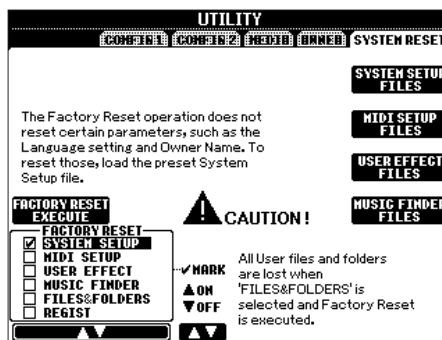 UTILITY
CONFIG 1 CONFIG 2 MEDIA OWNER SYSTEM RESET
SYSTEM SETUP
FILES
The Factory Reset operation does not
reset certain parameters, such as the
Language setting and Owner Name. To
reset those, load the preset System
Setup file.
MIDI SETUP
FILES
USER EFFECT
FILES
MUSIC FINDER
FILES
FACTORY RESET
EXECUTE
CAUTION!
FACTORY RESET
SYSTEM SETUP
MIDI SETUP
USER EFFECT
MUSIC FINDER
FILES&FOLDERS
REGIST
MARK
ON
OFF
All User files and folders
are lost when
'FILES&FOLDERS' is
selected and Factory Reset
is executed.